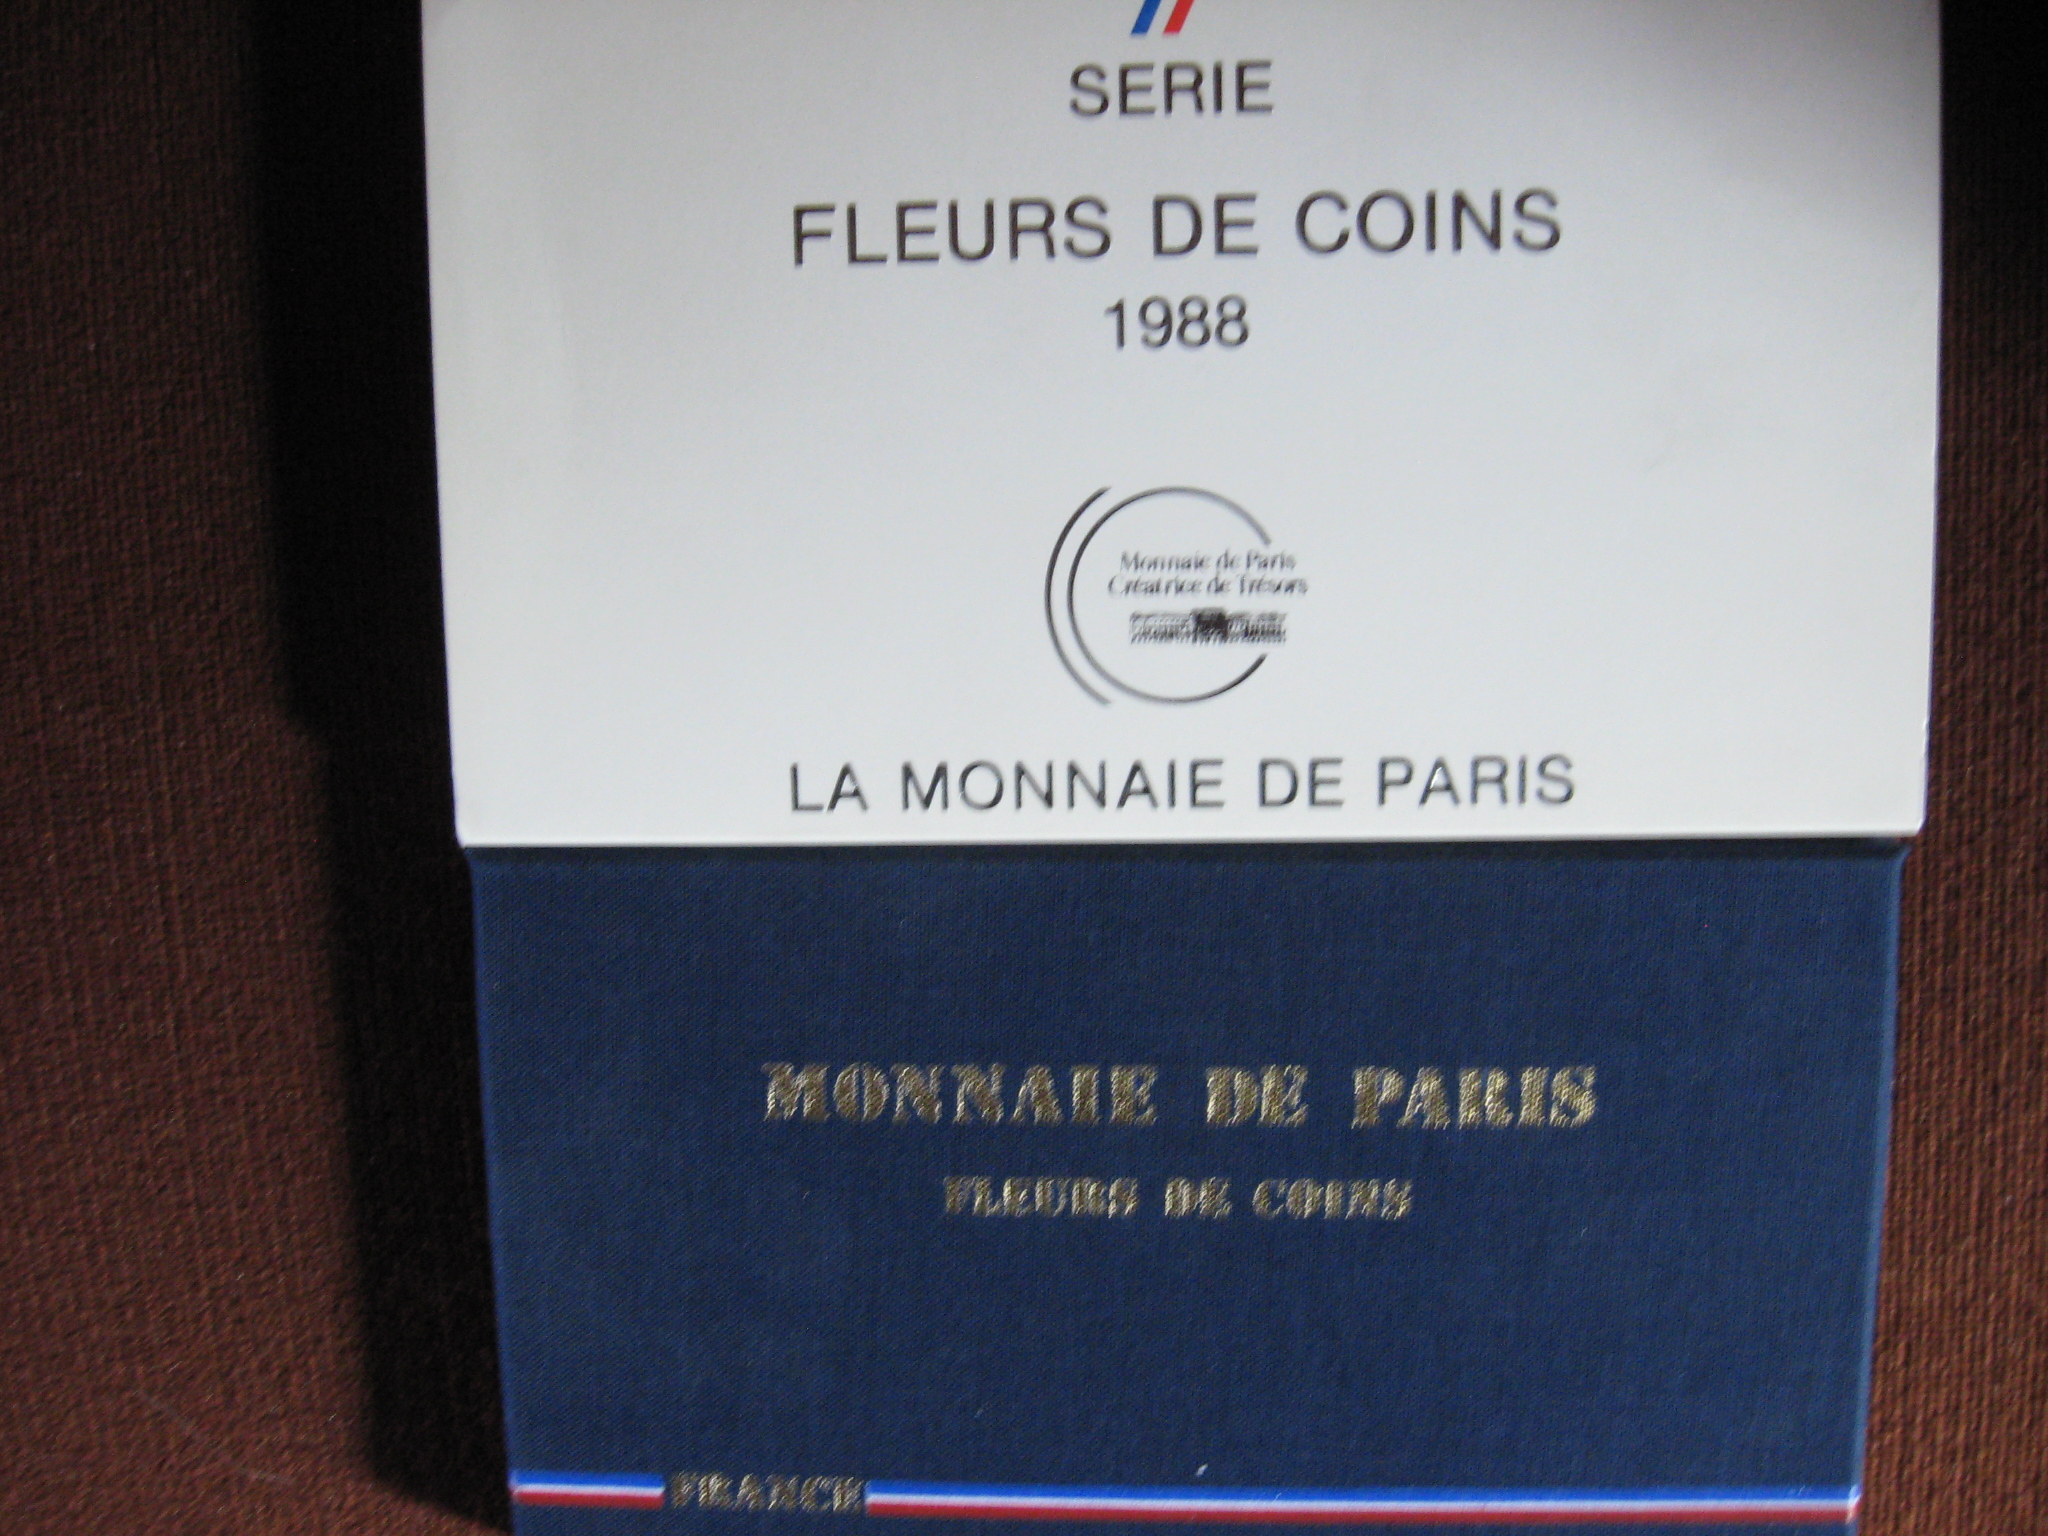 SERIE
FLEURS DE COINS
1988
Monnaie de Paris
Créatrice de Trésors
LA MONNAIE DE PARIS
MONNAIE DE PARIS
FLEURS DE COINS
FRANCE